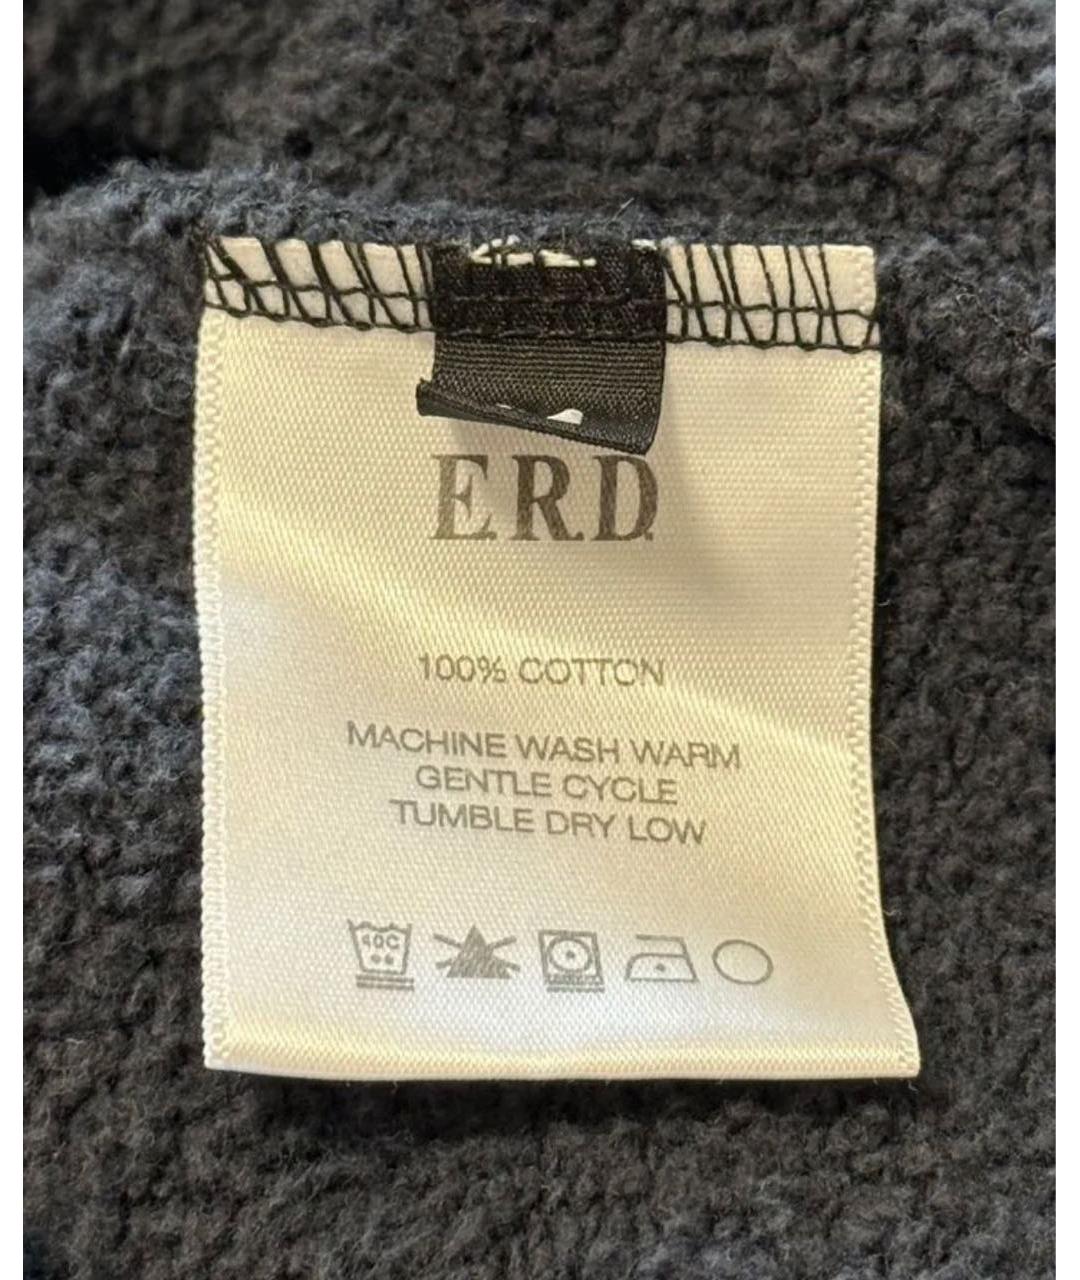 E.R.D.
100% COTTON
MACHINE WASH WARM
GENTLE CYCLE
TUMBLE DRY LOW
40C